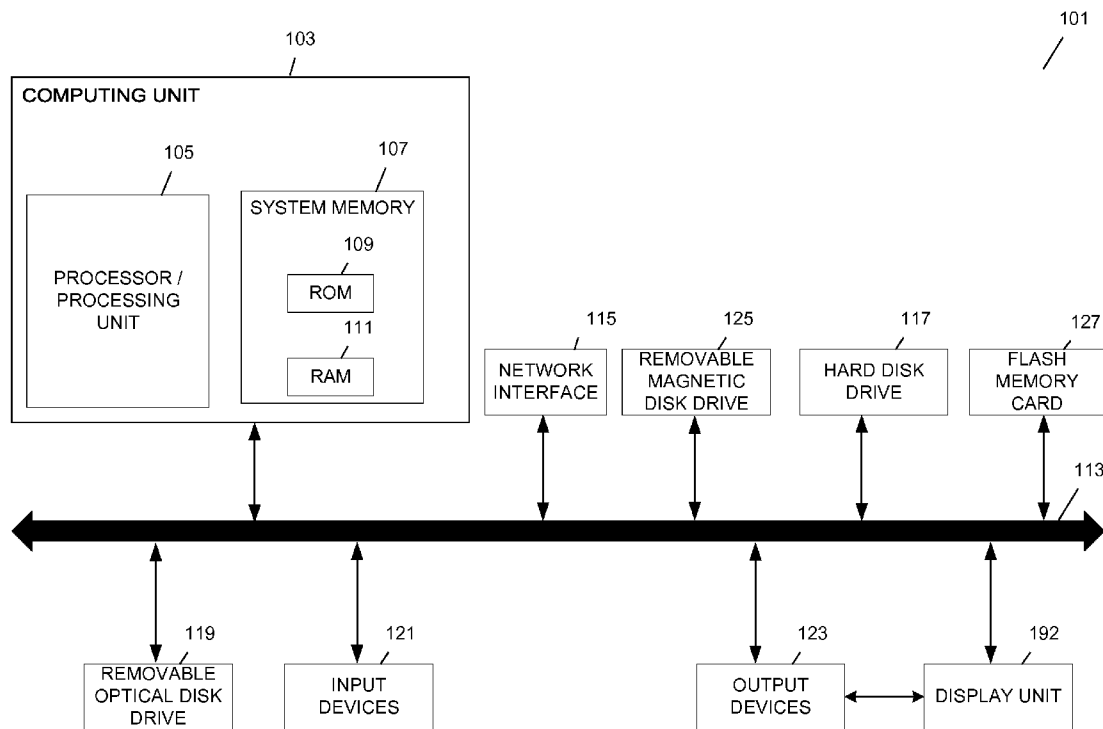 101
103
COMPUTING UNIT
105
PROCESSOR /
PROCESSING
UNIT
107
SYSTEM MEMORY
109
ROM
111
RAM
115
NETWORK
INTERFACE
125
REMOVABLE
MAGNETIC
DISK DRIVE
117
HARD DISK
DRIVE
127
FLASH
MEMORY
CARD
113
119
REMOVABLE
OPTICAL DISK
DRIVE
121
INPUT
DEVICES
123
OUTPUT
DEVICES
192
DISPLAY UNIT